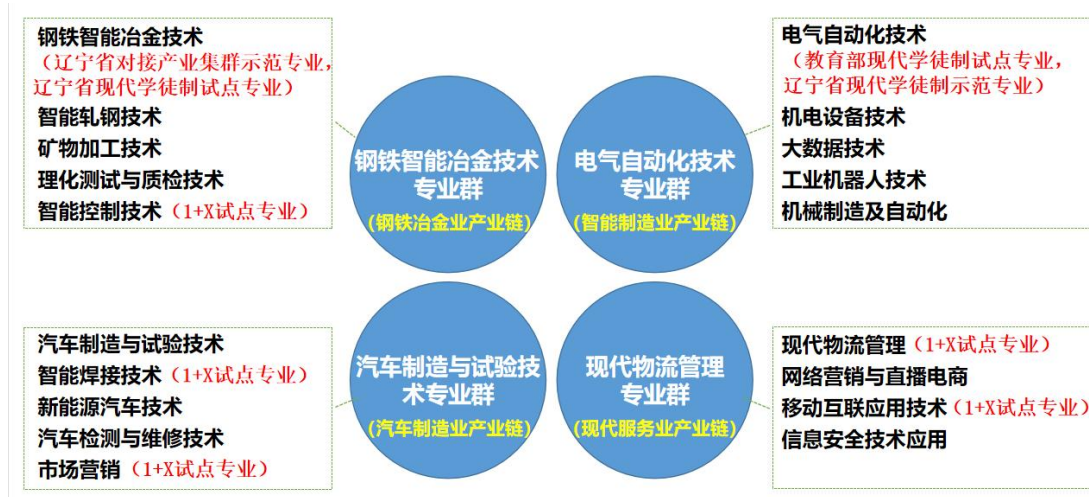 钢铁智能冶金技术
（辽宁省对接产业集群示范专业，
辽宁省现代学徒制试点专业）
智能轧钢技术
矿物加工技术
理化测试与质检技术
智能控制技术（1+X试点专业）
钢铁智能冶金技术
专业群
(钢铁冶金业产业链)
电气自动化技术
专业群
(智能制造业产业链)
电气自动化技术
（教育部现代学徒制试点专业，
辽宁省现代学徒制示范专业）
机电设备技术
大数据技术
工业机器人技术
机械制造及自动化
汽车制造与试验技术
智能焊接技术（1+X试点专业）
新能源汽车技术
汽车检测与维修技术
市场营销（1+X试点专业）
汽车制造与试验技
术专业群
(汽车制造业产业链)
现代物流管理
专业群
(现代服务业产业链)
现代物流管理（1+X试点专业）
网络营销与直播电商
移动互联应用技术（1+X试点专业）
信息安全技术应用